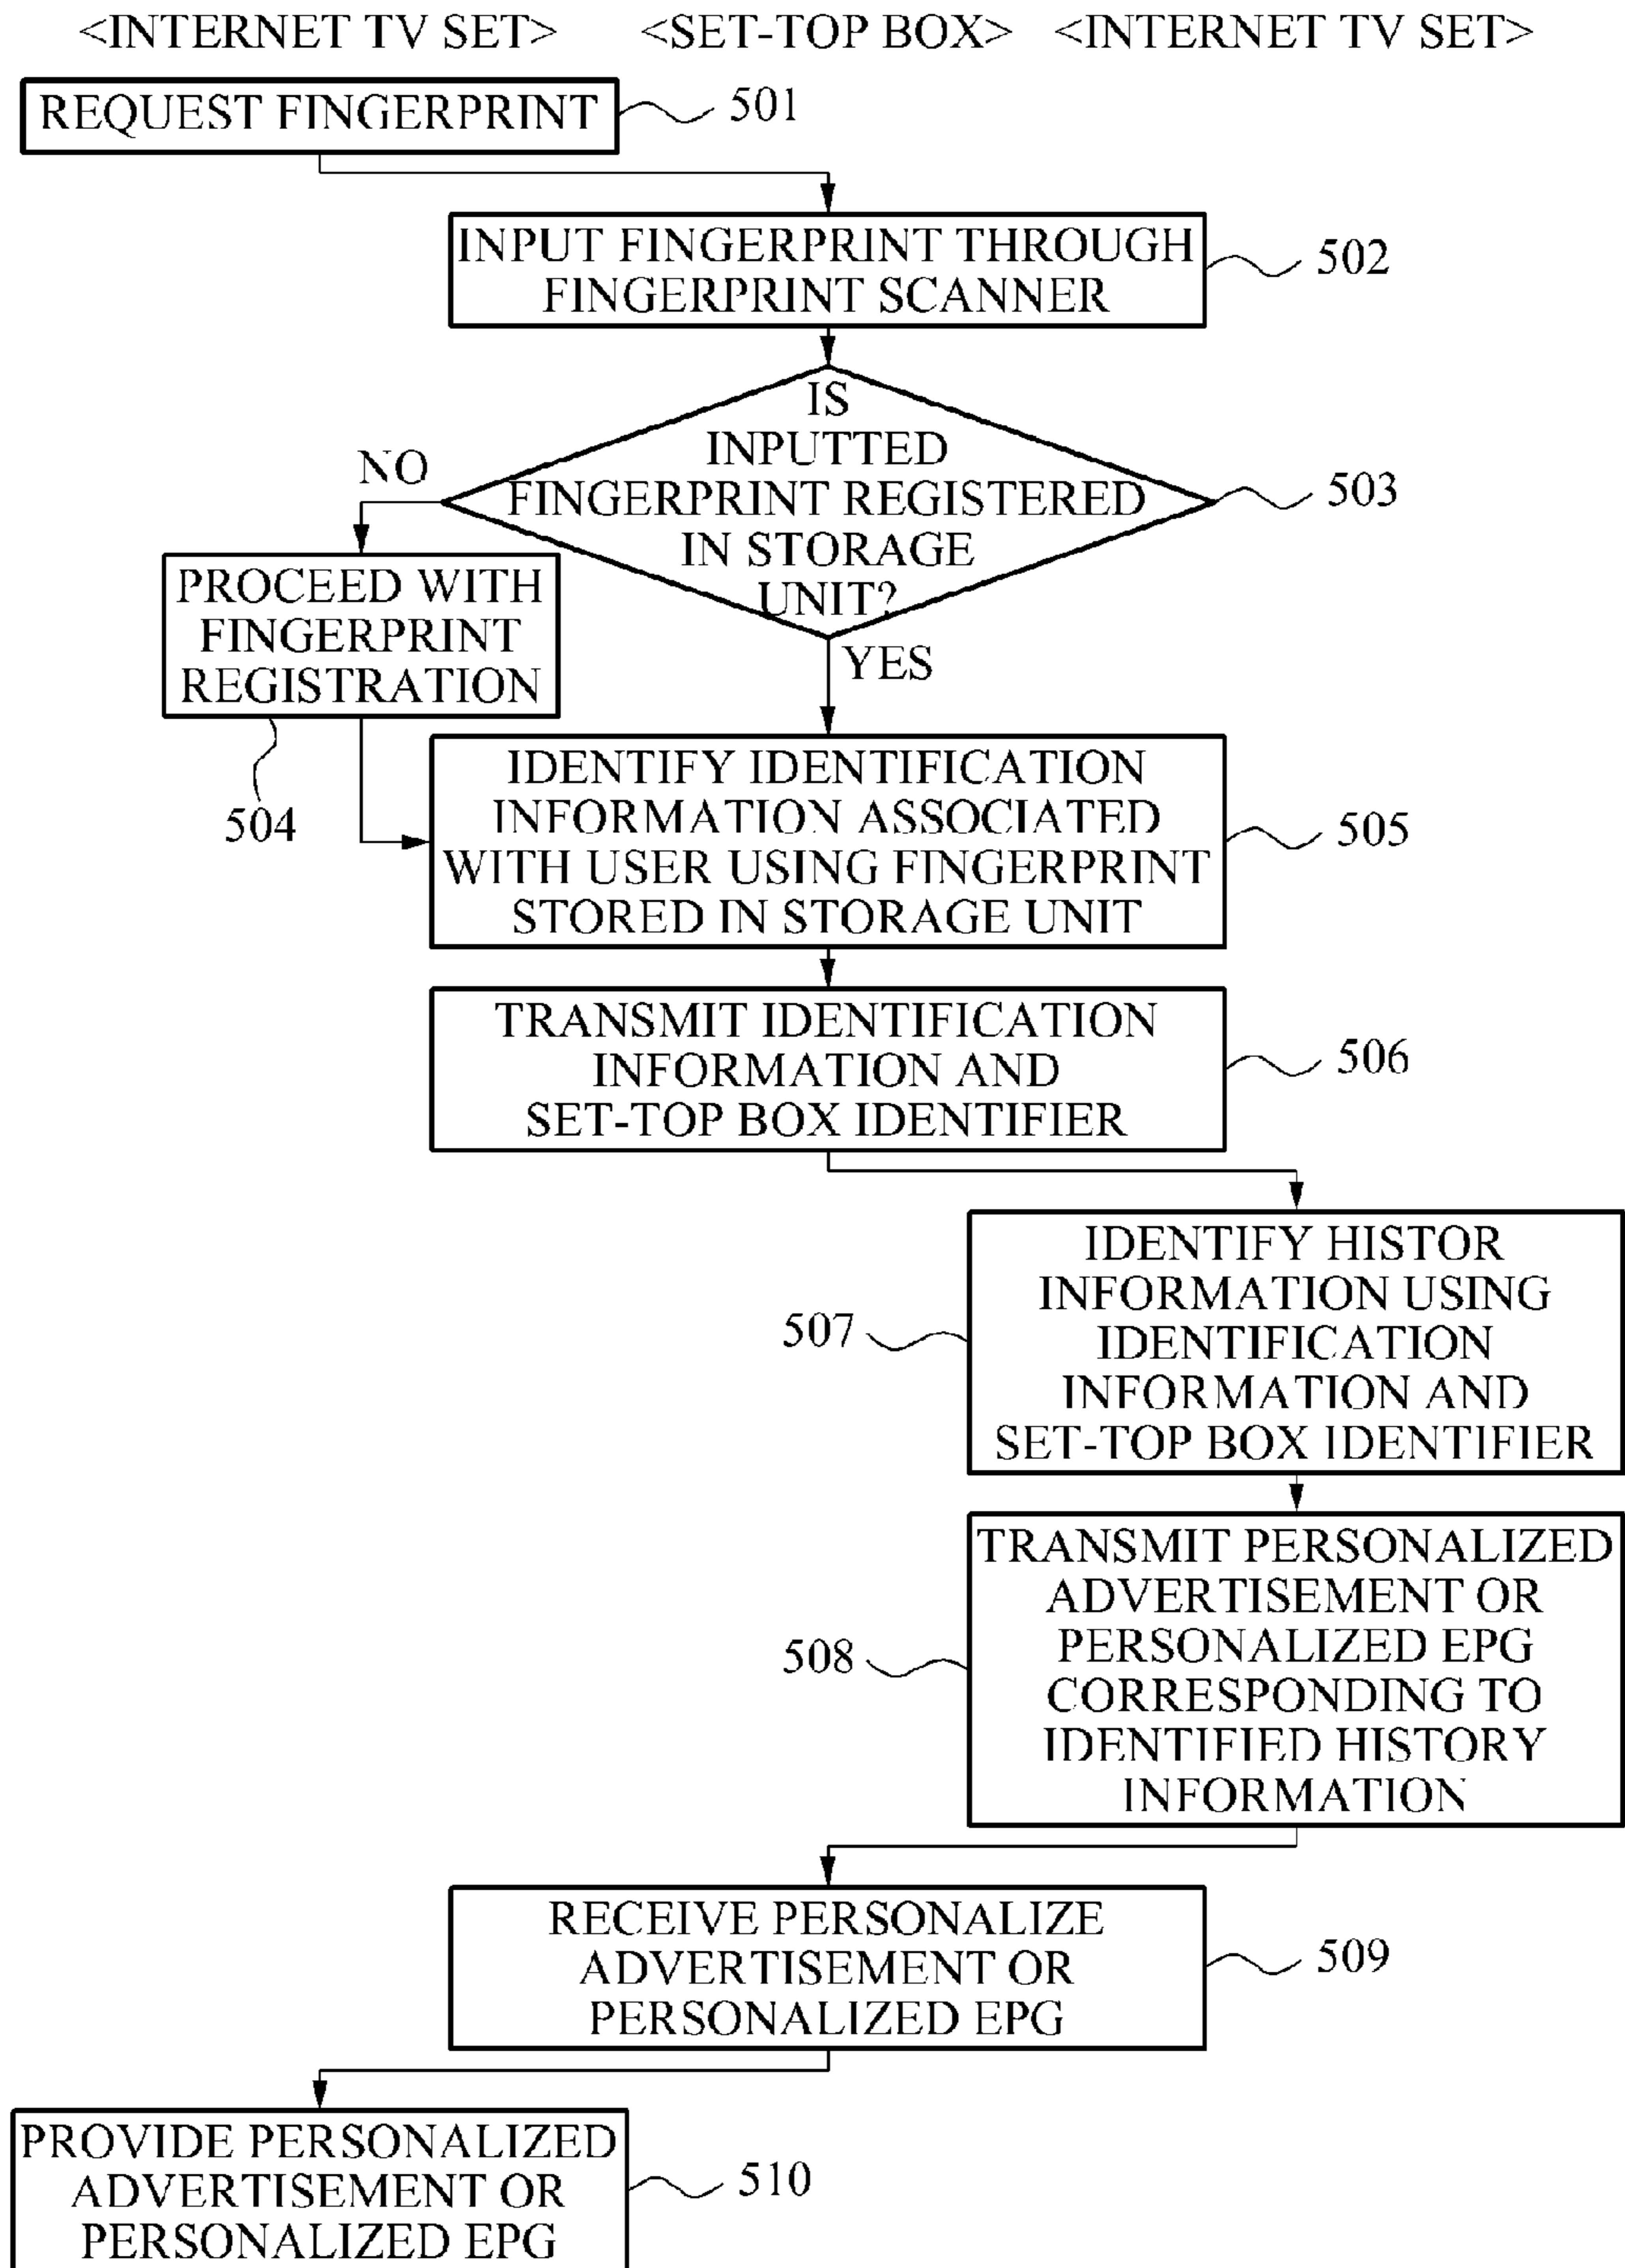 <INTERNET TV SET> <SET-TOP BOX> <INTERNET TV SET>
REQUEST FINGERPRINT
501
INPUT FINGERPRINT THROUGH
FINGERPRINT SCANNER
502
IS
INPUTTED
FINGERPRINT REGISTERED
IN STORAGE
UNIT?
503
NO
YES
PROCEED WITH
FINGERPRINT
REGISTRATION
504
IDENTIFY IDENTIFICATION
INFORMATION ASSOCIATED
WITH USER USING FINGERPRINT
STORED IN STORAGE UNIT
505
TRANSMIT IDENTIFICATION
INFORMATION AND
SET-TOP BOX IDENTIFIER
506
IDENTIFY HISTOR
INFORMATION USING
IDENTIFICATION
INFORMATION AND
SET-TOP BOX IDENTIFIER
507
TRANSMIT PERSONALIZED
ADVERTISEMENT OR
PERSONALIZED EPG
CORRESPONDING TO
IDENTIFIED HISTORY
INFORMATION
508
RECEIVE PERSONALIZE
ADVERTISEMENT OR
PERSONALIZED EPG
509
PROVIDE PERSONALIZED
ADVERTISEMENT OR
PERSONALIZED EPG
510